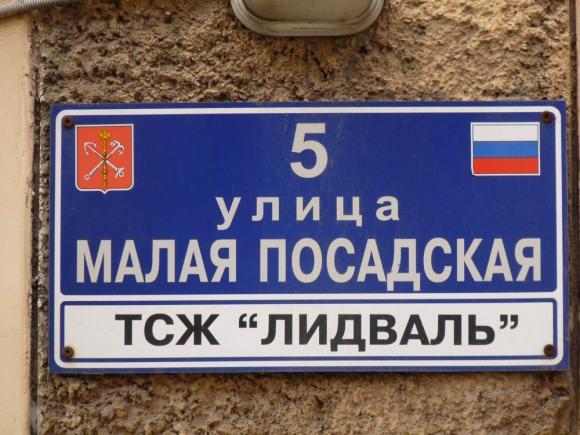 5
улица
МАЛАЯ ПОСАДСКАЯ
ТСЖ “ЛИДВАЛЬ”